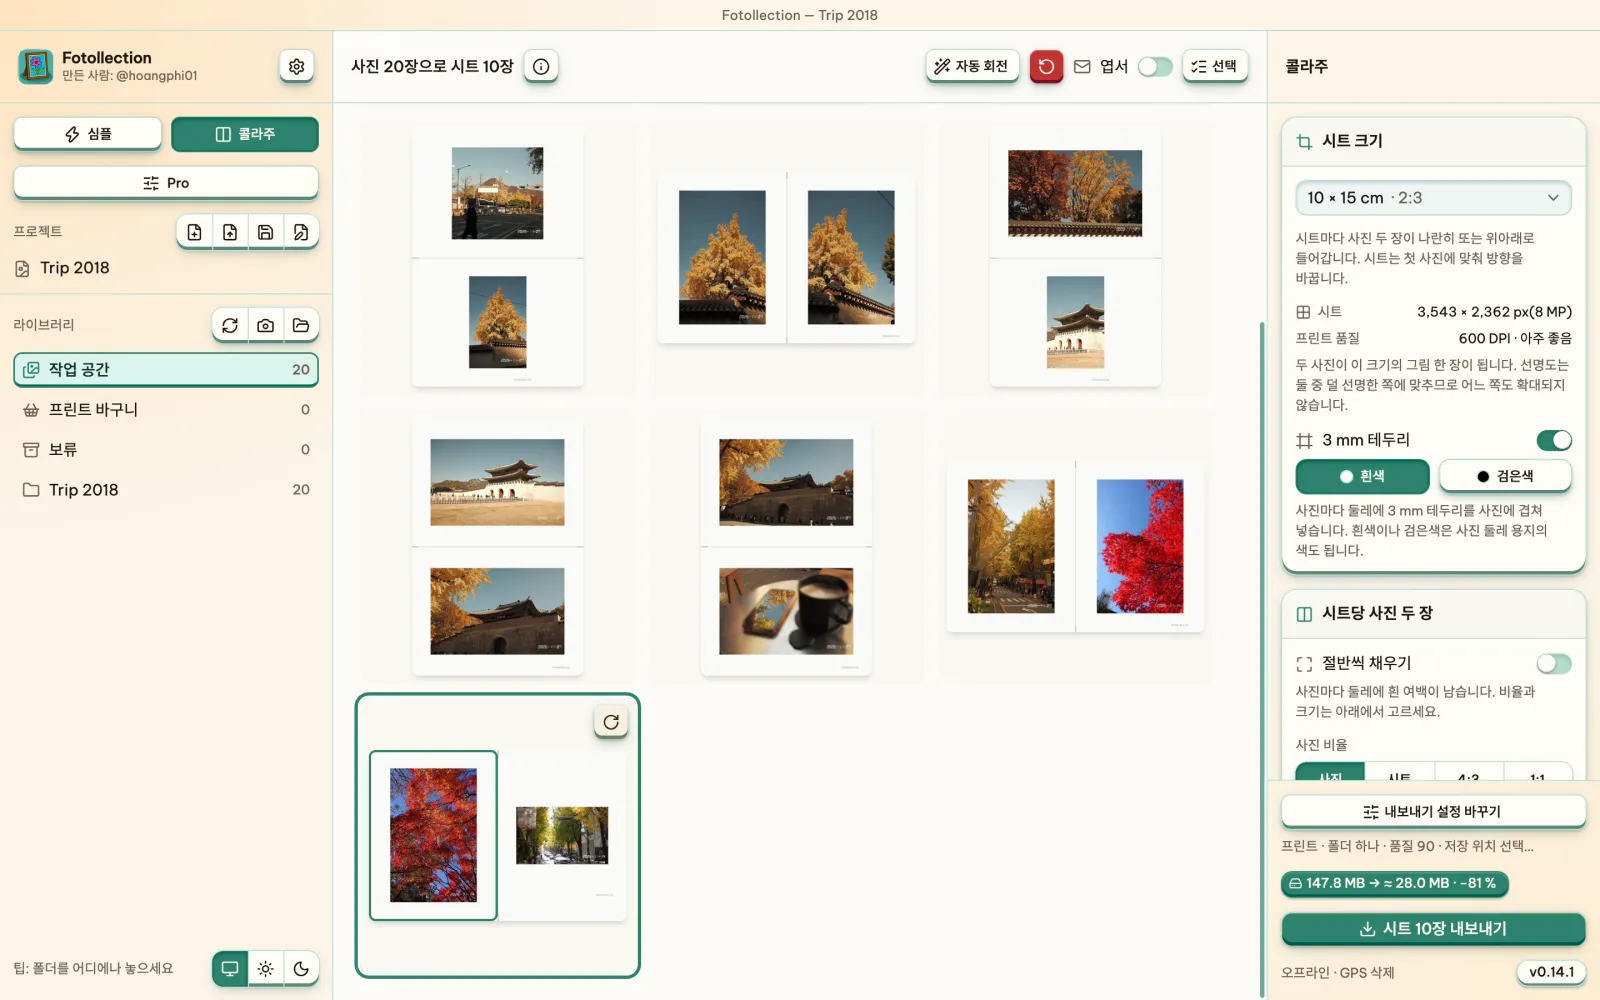 Fotollection — Trip 2018
Fotollection
만든 사람: @hoangphi01
심플
콜라주
Pro
프로젝트
Trip 2018
라이브러리
작업 공간 20
프린트 바구니 0
보류 0
Trip 2018 20
팁: 폴더를 어디에나 놓으세요
사진 20장으로 시트 10장
자동 회전
엽서
선택
콜라주
시트 크기
10 × 15 cm · 2:3
시트마다 사진 두 장이 나란히 또는 위아래로
들어갑니다. 시트는 첫 사진에 맞춰 방향을
바꿉니다.
시트 3,543 × 2,362 px(8 MP)
프린트 품질 600 DPI · 아주 좋음
두 사진이 이 크기의 그림 한 장이 됩니다. 선명도는
둘 중 덜 선명한 쪽에 맞추므로 어느 쪽도 확대되지
않습니다.
3 mm 테두리
흰색
검은색
사진마다 둘레에 3 mm 테두리를 사진에 겹쳐
넣습니다. 흰색이나 검은색은 사진 둘레 용지의
색도 됩니다.
시트당 사진 두 장
절반씩 채우기
사진마다 둘레에 흰 여백이 남습니다. 비율과
크기는 아래에서 고르세요.
사진 비율
사진 시트 4:3 1:1
내보내기 설정 바꾸기
프린트 · 폴더 하나 · 품질 90 · 저장 위치 선택...
147.8 MB → ≈ 28.0 MB · −81 %
시트 10장 내보내기
오프라인 · GPS 삭제
v0.14.1